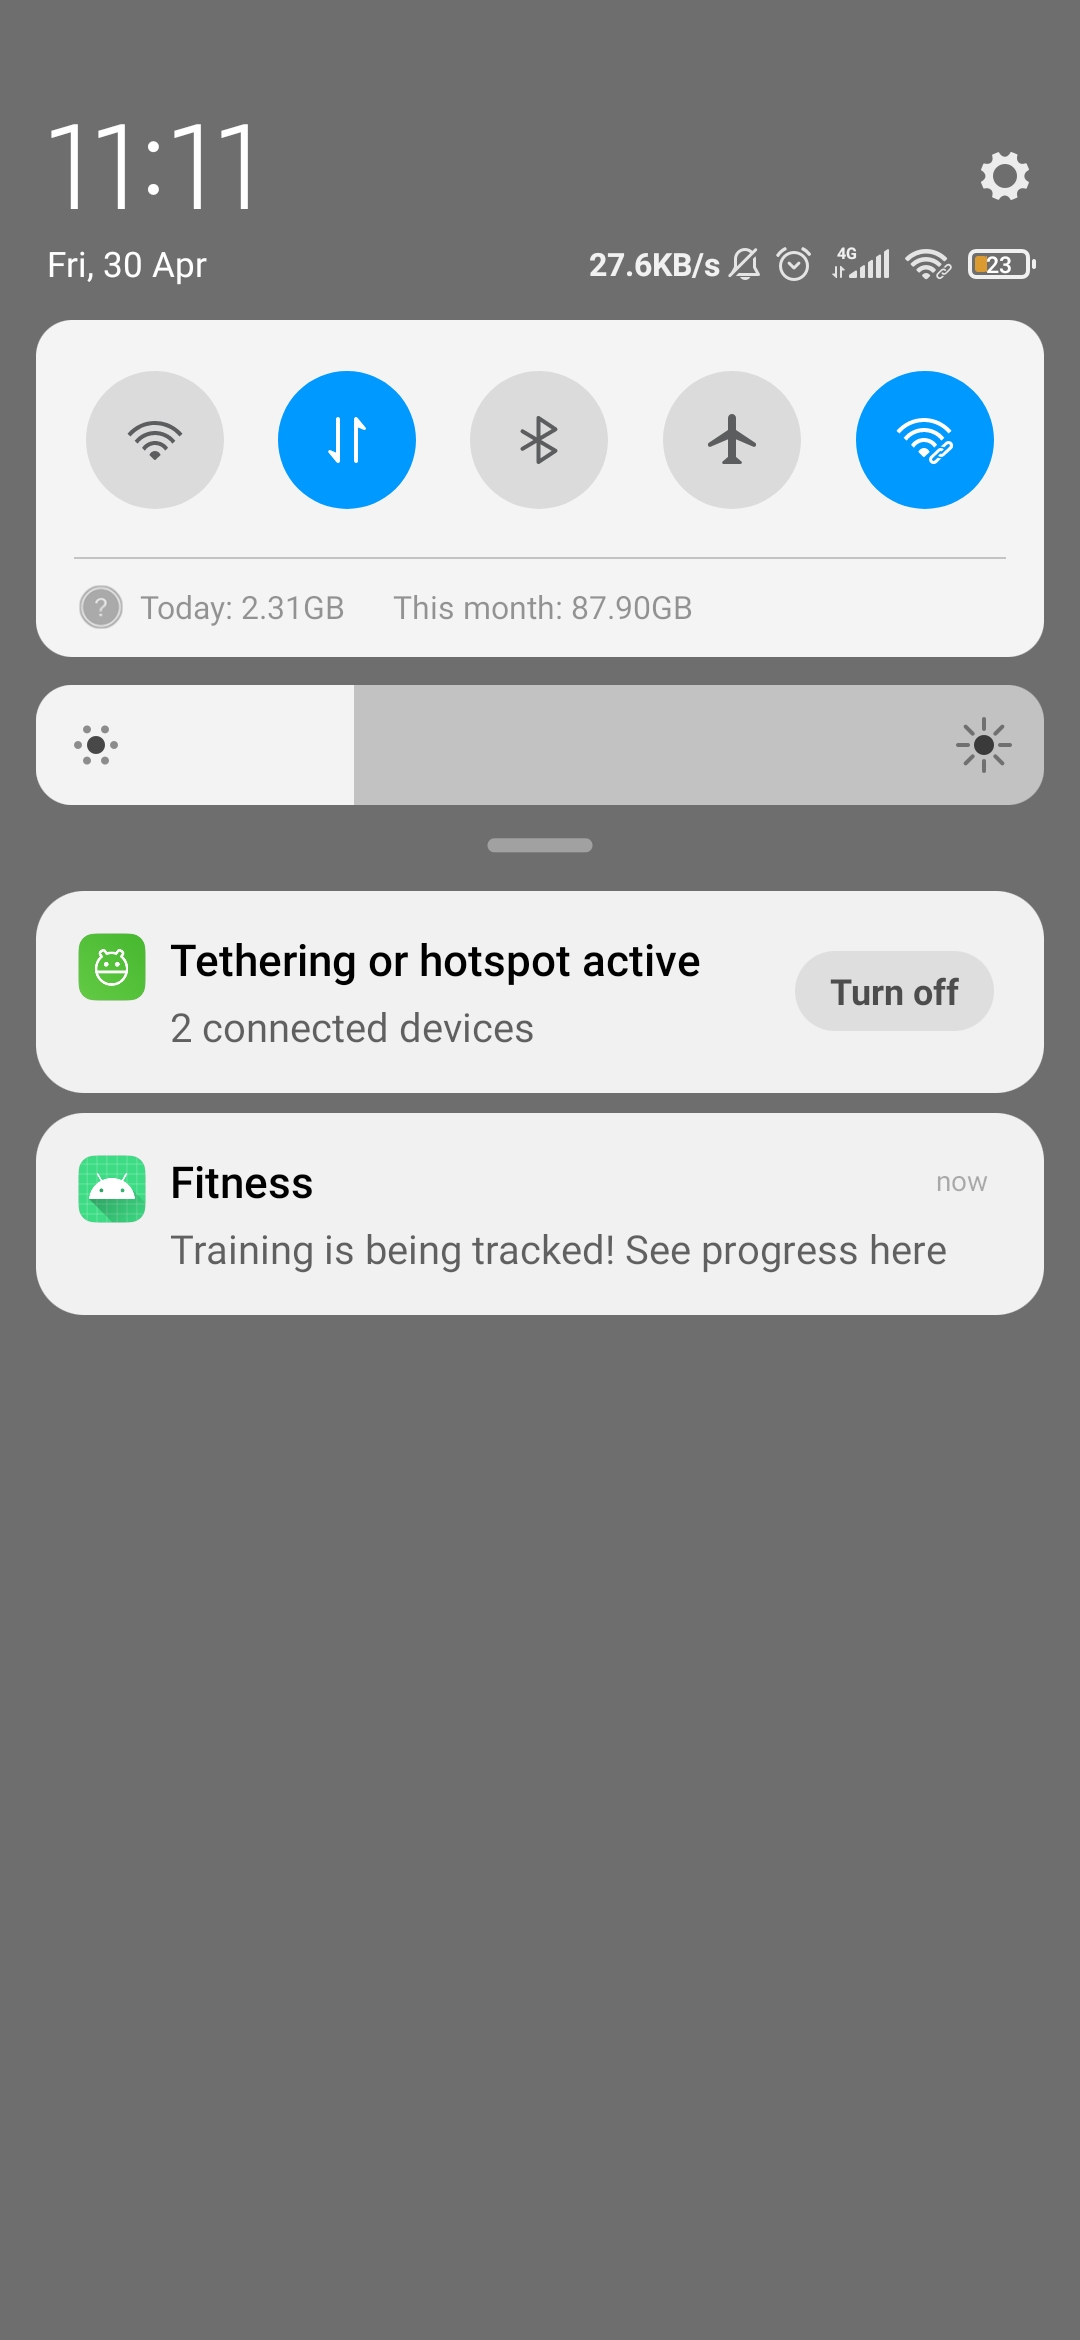 11:11
Fri, 30 Apr
27.6KB/s 4G 23
? Today: 2.31GB This month: 87.90GB
Tethering or hotspot active
2 connected devices
Turn off
Fitness
now
Training is being tracked! See progress here